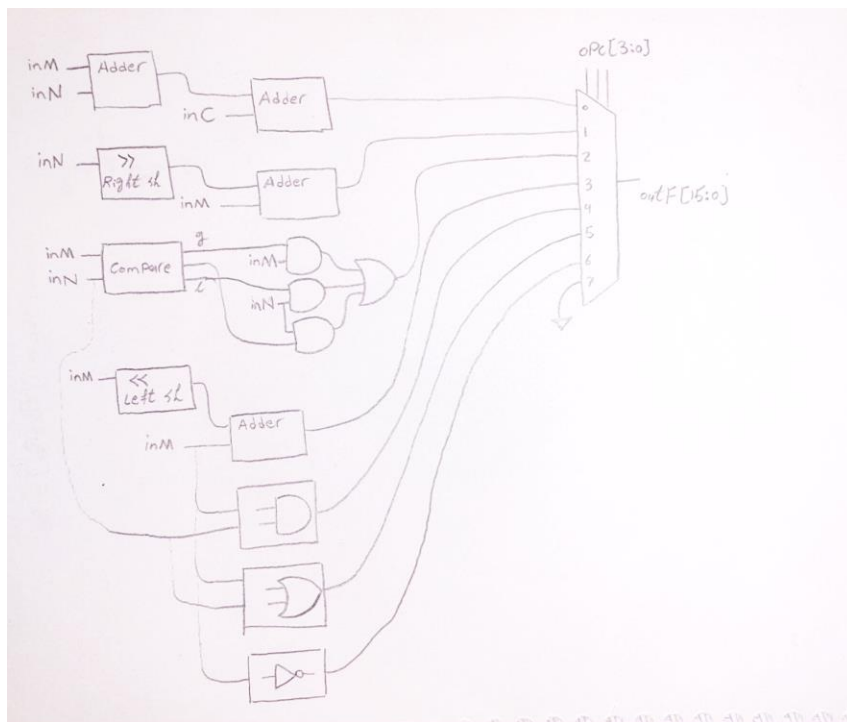 oPc[3:0]
inM
inN
Adder
inC
Adder
0
1
2
3
4
5
6
7
outF[15:0]
inN
>>
Right sh
inM
Adder
inM
inN
Compare
g
l
inM
inN
inM
<<
Left sh
inM
Adder